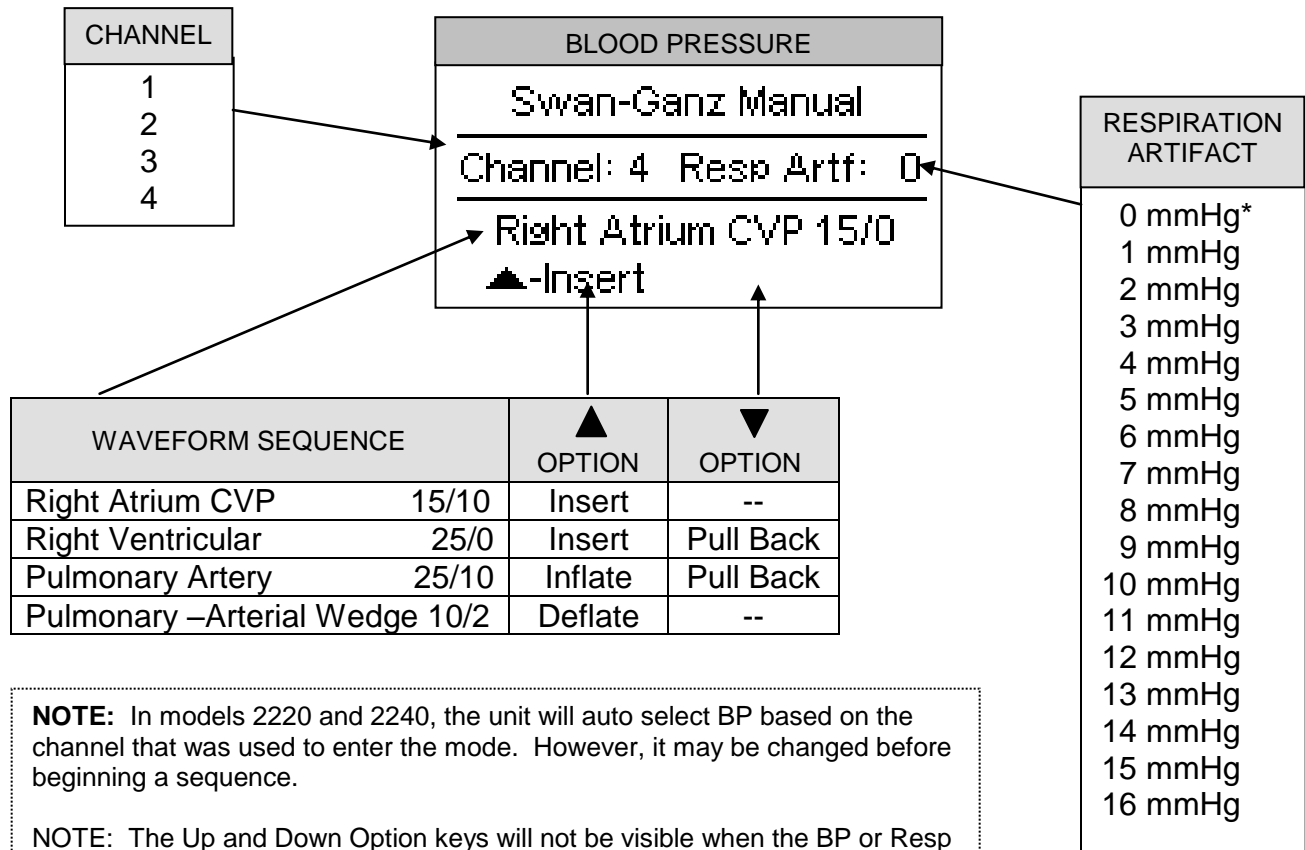 CHANNEL
1
2
3
4
BLOOD PRESSURE
Swan-Ganz Manual
Channel: 4 Resp Artf: 0
Right Atrium CVP 15/0
▲-Insert
RESPIRATION
ARTIFACT
0 mmHg*
1 mmHg
2 mmHg
3 mmHg
4 mmHg
5 mmHg
6 mmHg
7 mmHg
8 mmHg
9 mmHg
10 mmHg
11 mmHg
12 mmHg
13 mmHg
14 mmHg
15 mmHg
16 mmHg
WAVEFORM SEQUENCE ▲ OPTION ▼ OPTION
Right Atrium CVP 15/10 Insert --
Right Ventricular 25/0 Insert Pull Back
Pulmonary Artery 25/10 Inflate Pull Back
Pulmonary –Arterial Wedge 10/2 Deflate --
NOTE: In models 2220 and 2240, the unit will auto select BP based on the
channel that was used to enter the mode. However, it may be changed before
beginning a sequence.
NOTE: The Up and Down Option keys will not be visible when the BP or Resp